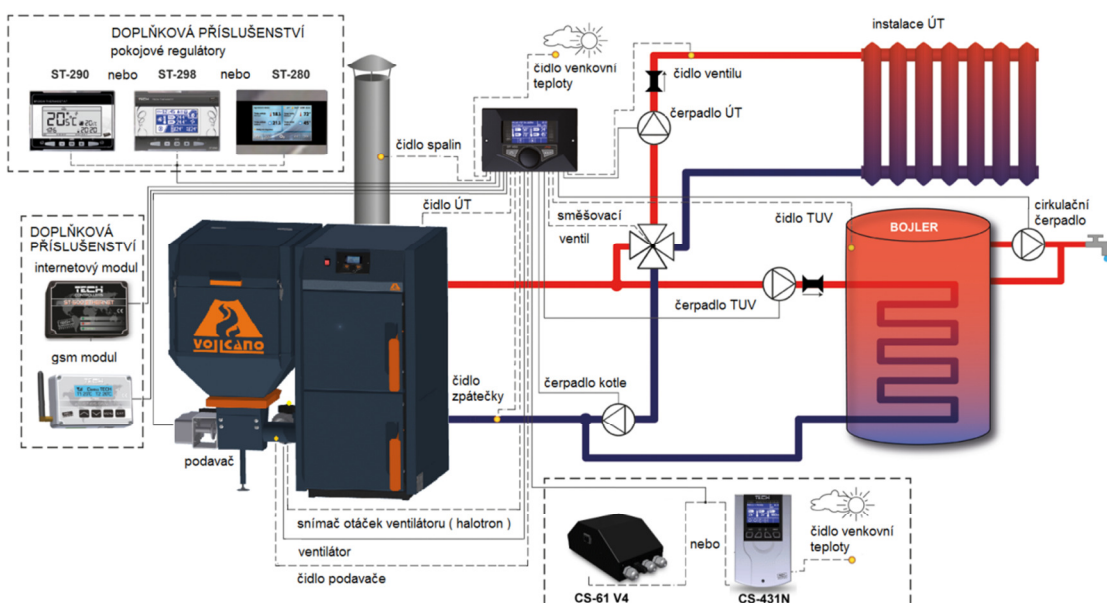 DOPLŇKOVÁ PŘÍSLUŠENSTVÍ
pokojové regulátory
ST-290 nebo ST-298 nebo ST-280
čidlo venkovní
teploty
instalace ÚT
čidlo ventilu
čerpadlo ÚT
čidlo spalin
čidlo ÚT
směšovací
ventil
čidlo TUV
cirkulační
čerpadlo
BOJLER
DOPLŇKOVÁ
PŘÍSLUŠENSTVÍ
internetový modul
TECH
gsm modul
VOLCANO
čerpadlo TUV
čidlo
zpátečky
čerpadlo kotle
podavač
snímač otáček ventilátoru ( halotron )
ventilátor
čidlo podavače
TECH
nebo
čidlo venkovní
teploty
CS-61 V4
CS-431N